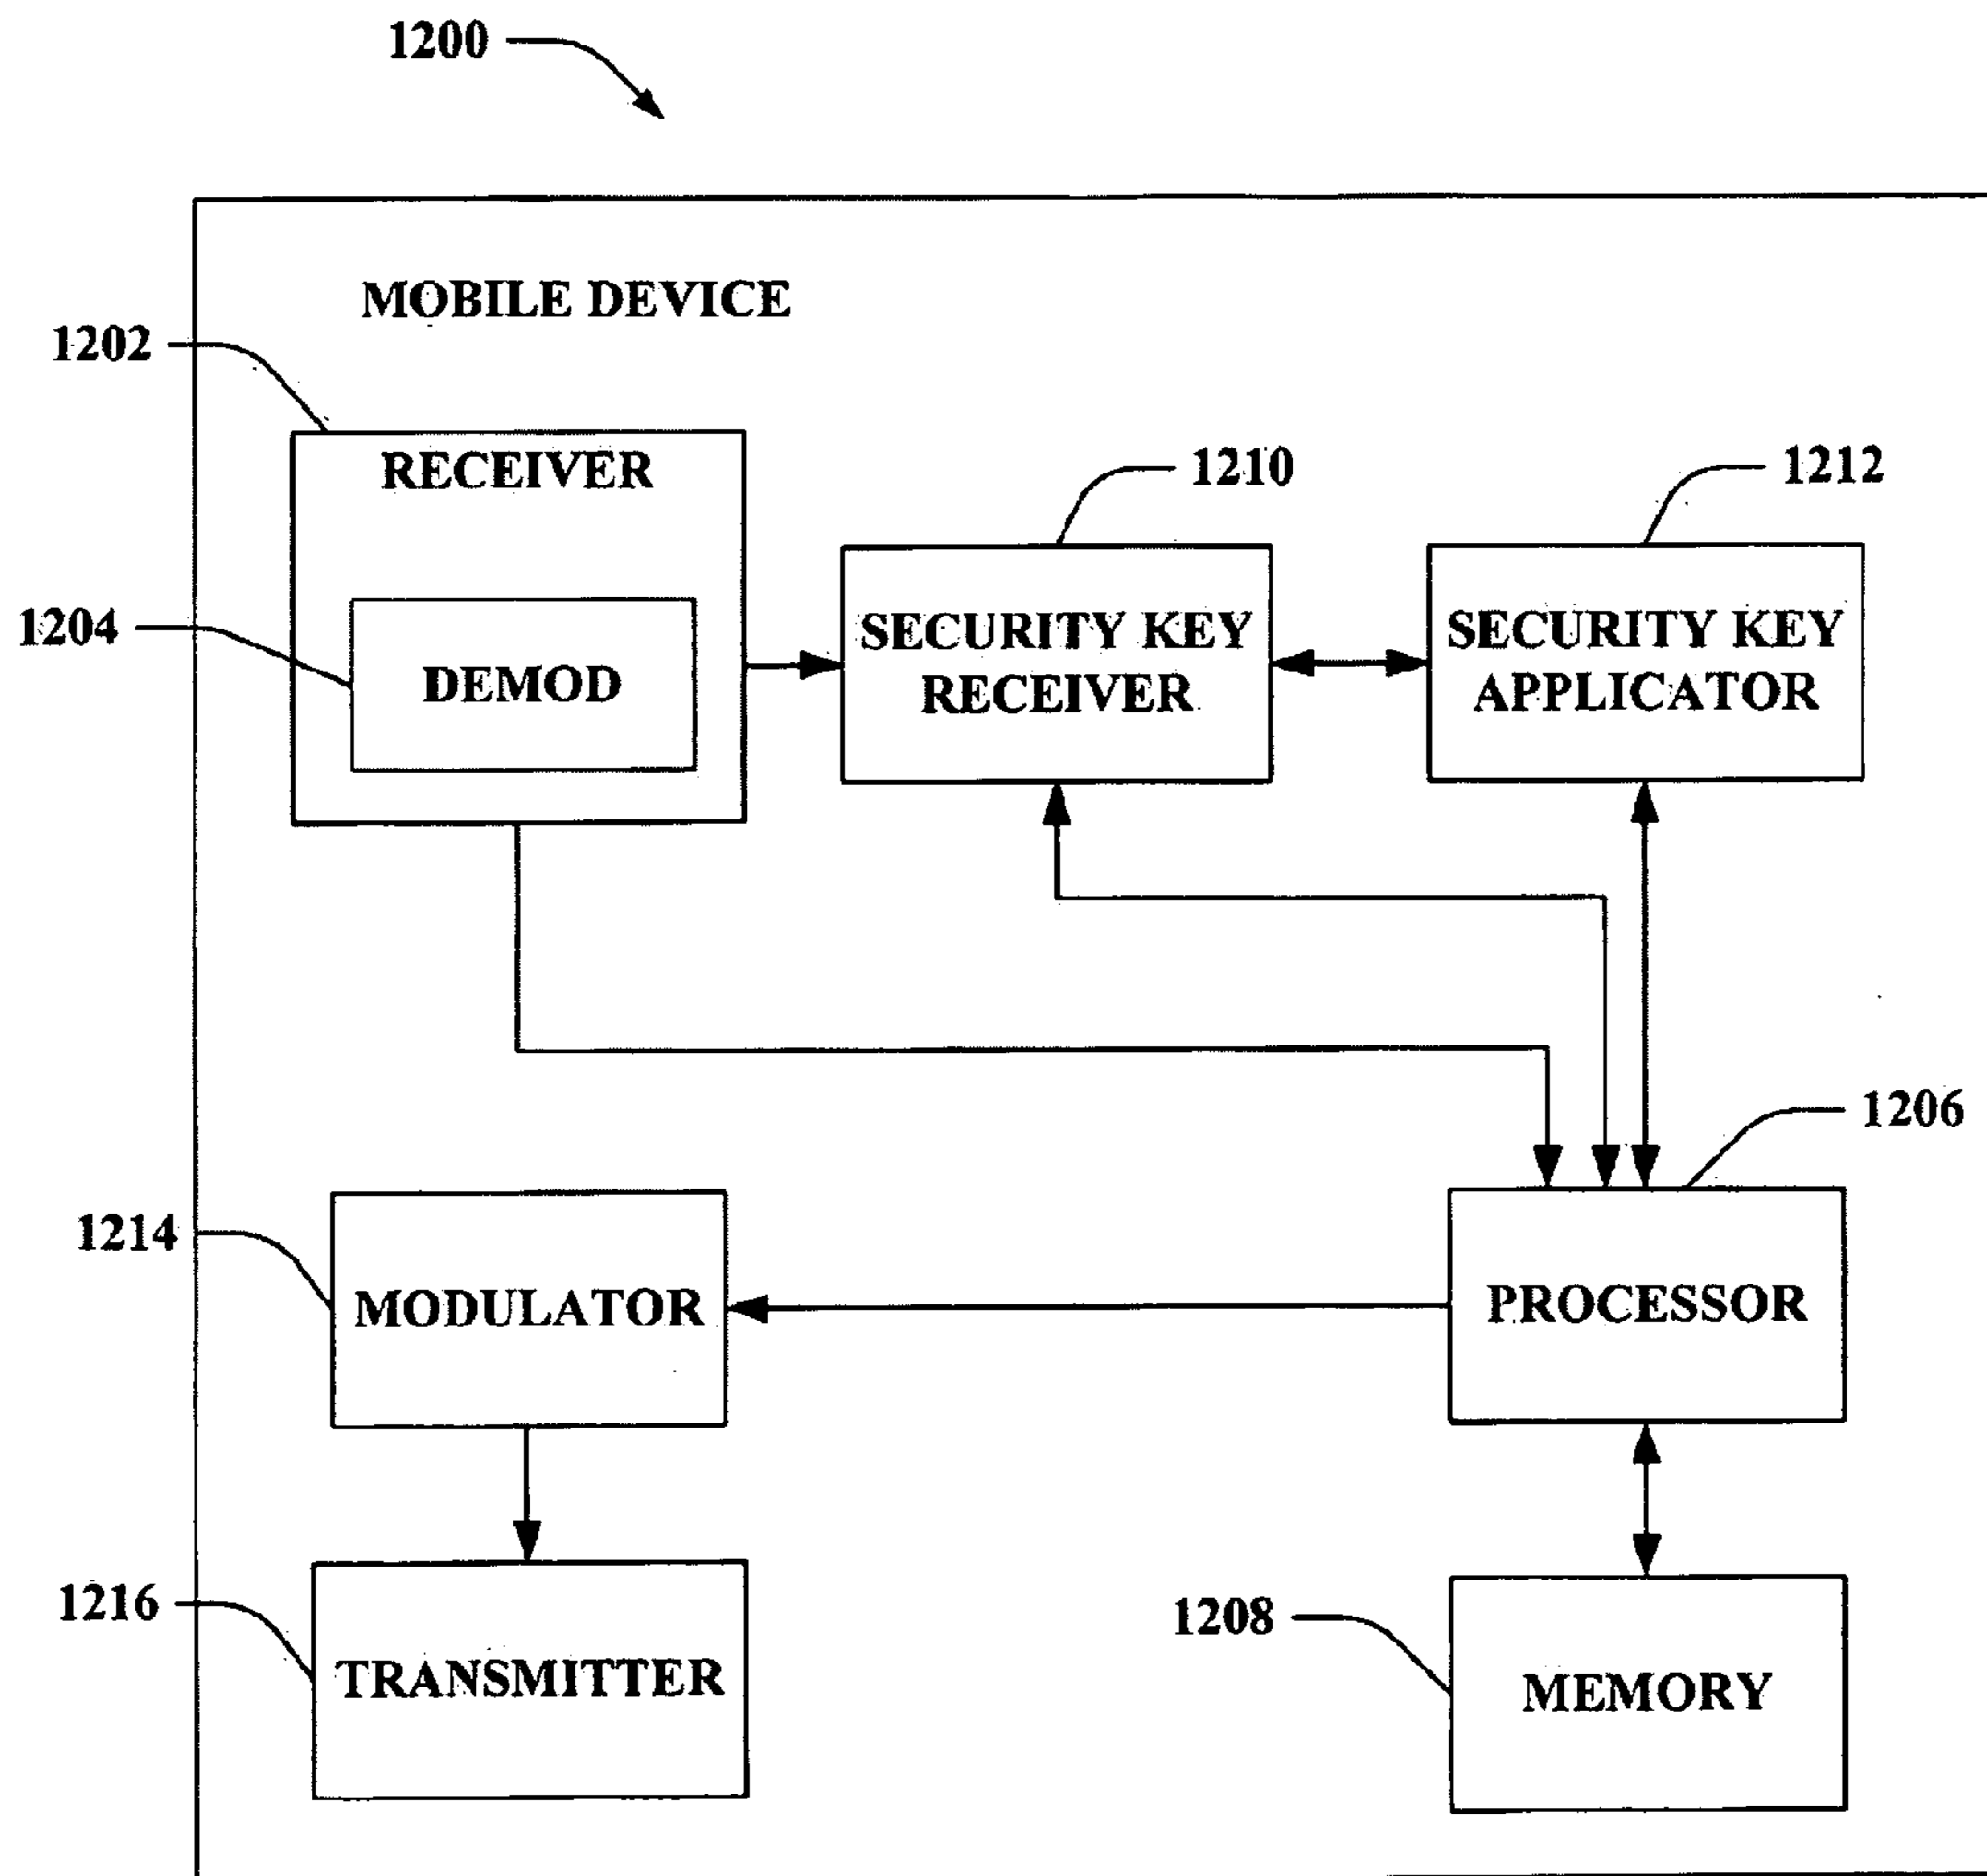 1200
MOBILE DEVICE
1202
RECEIVER
1210
1212
1204
DEMOD
SECURITY KEY
RECEIVER
SECURITY KEY
APPLICATOR
1206
1214
MODULATOR
PROCESSOR
1216
TRANSMITTER
1208
MEMORY